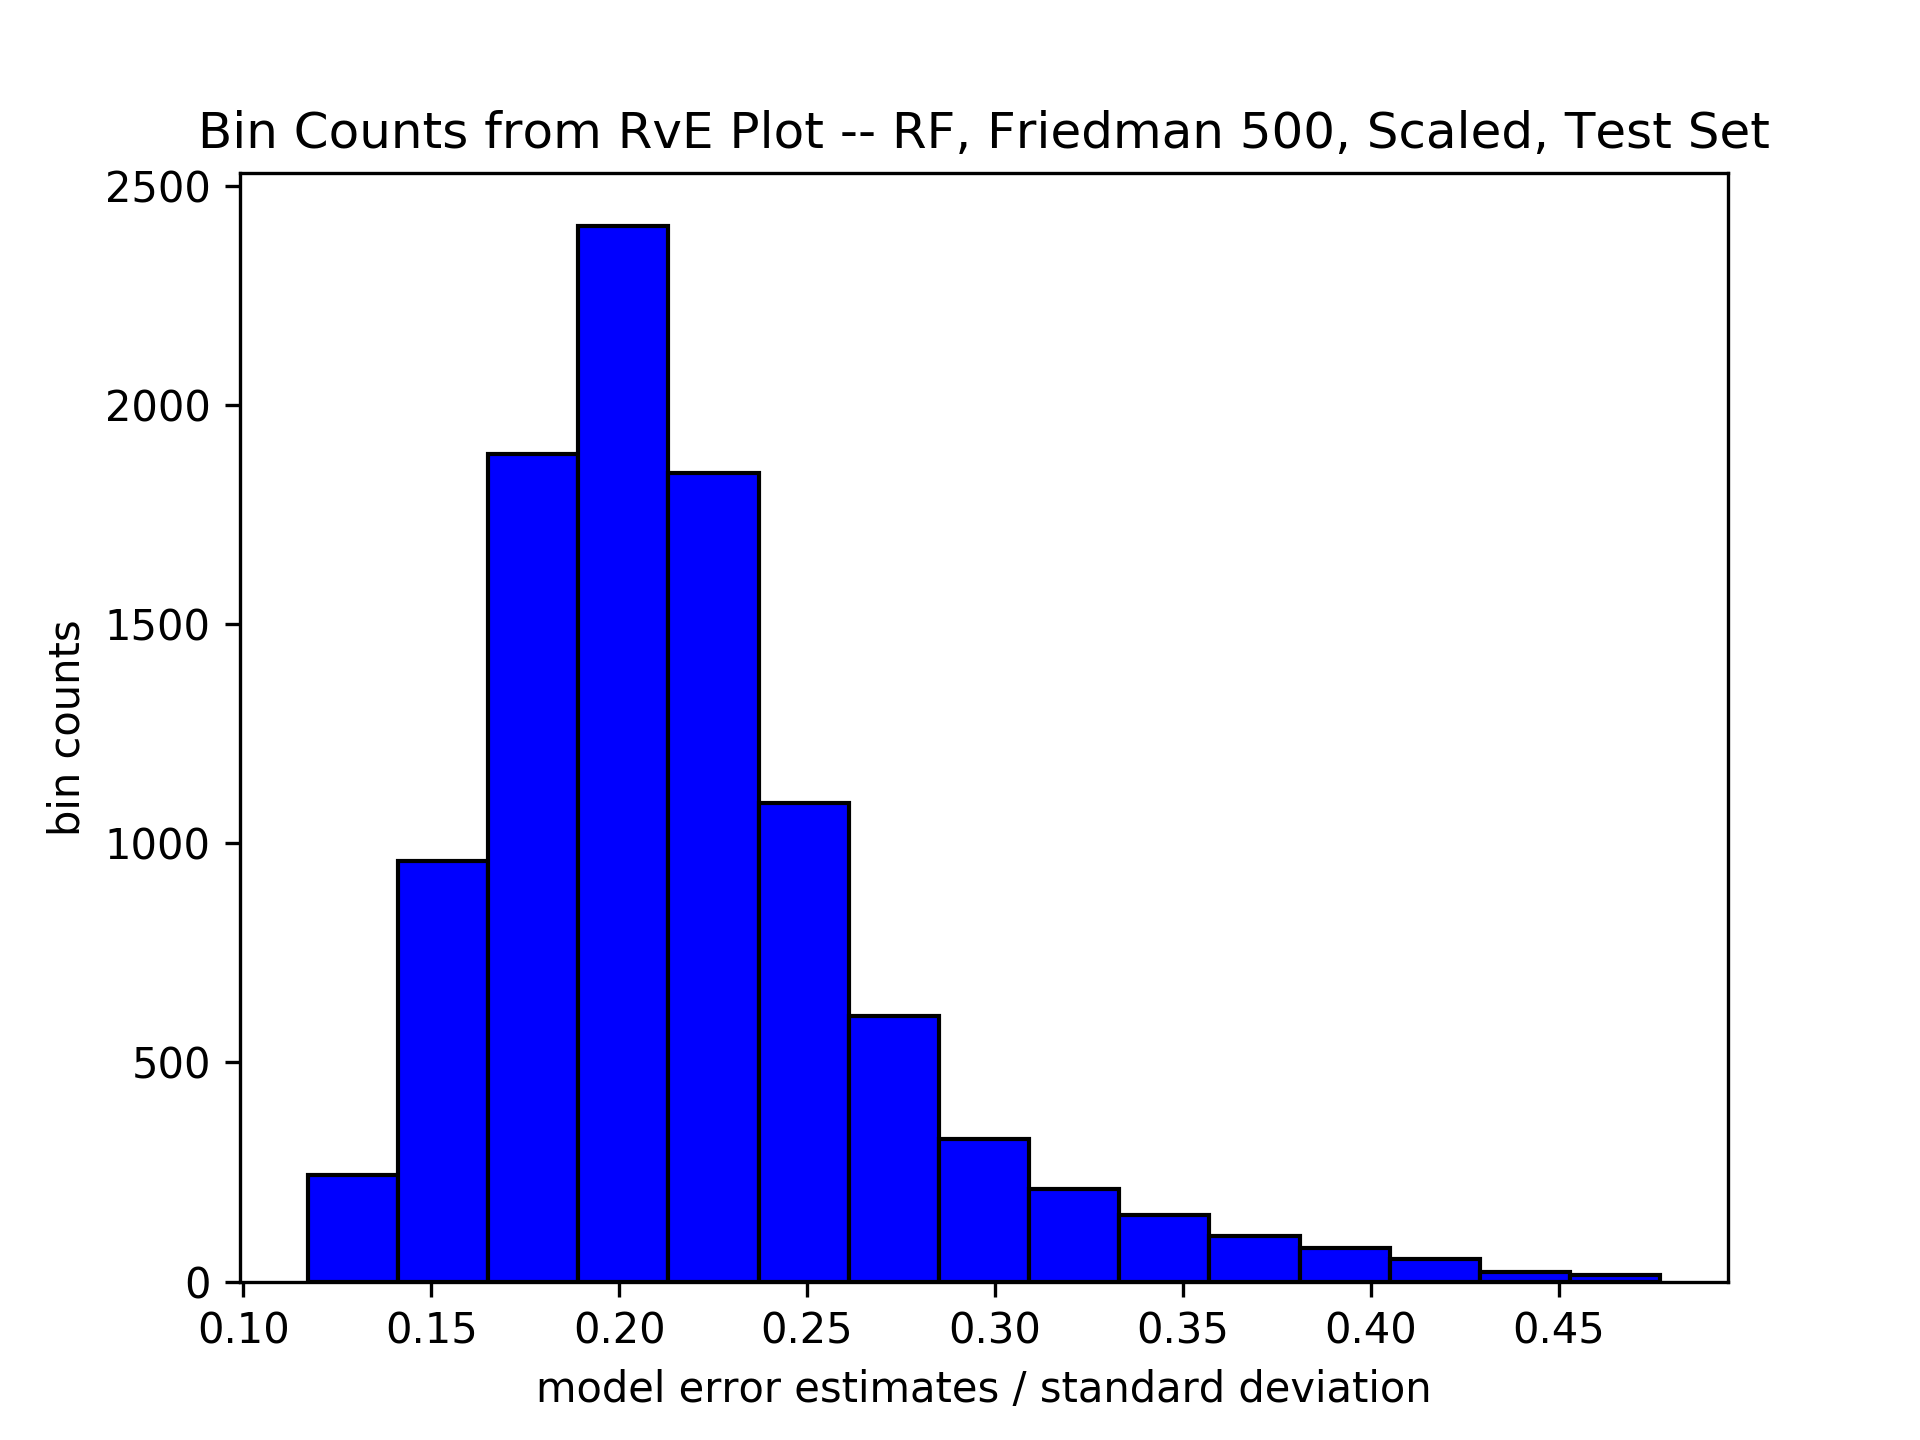 Bin Counts from RvE Plot -- RF, Friedman 500, Scaled, Test Set
2500
2000
1500
1000
500
0
bin counts
0.10 0.15 0.20 0.25 0.30 0.35 0.40 0.45
model error estimates / standard deviation